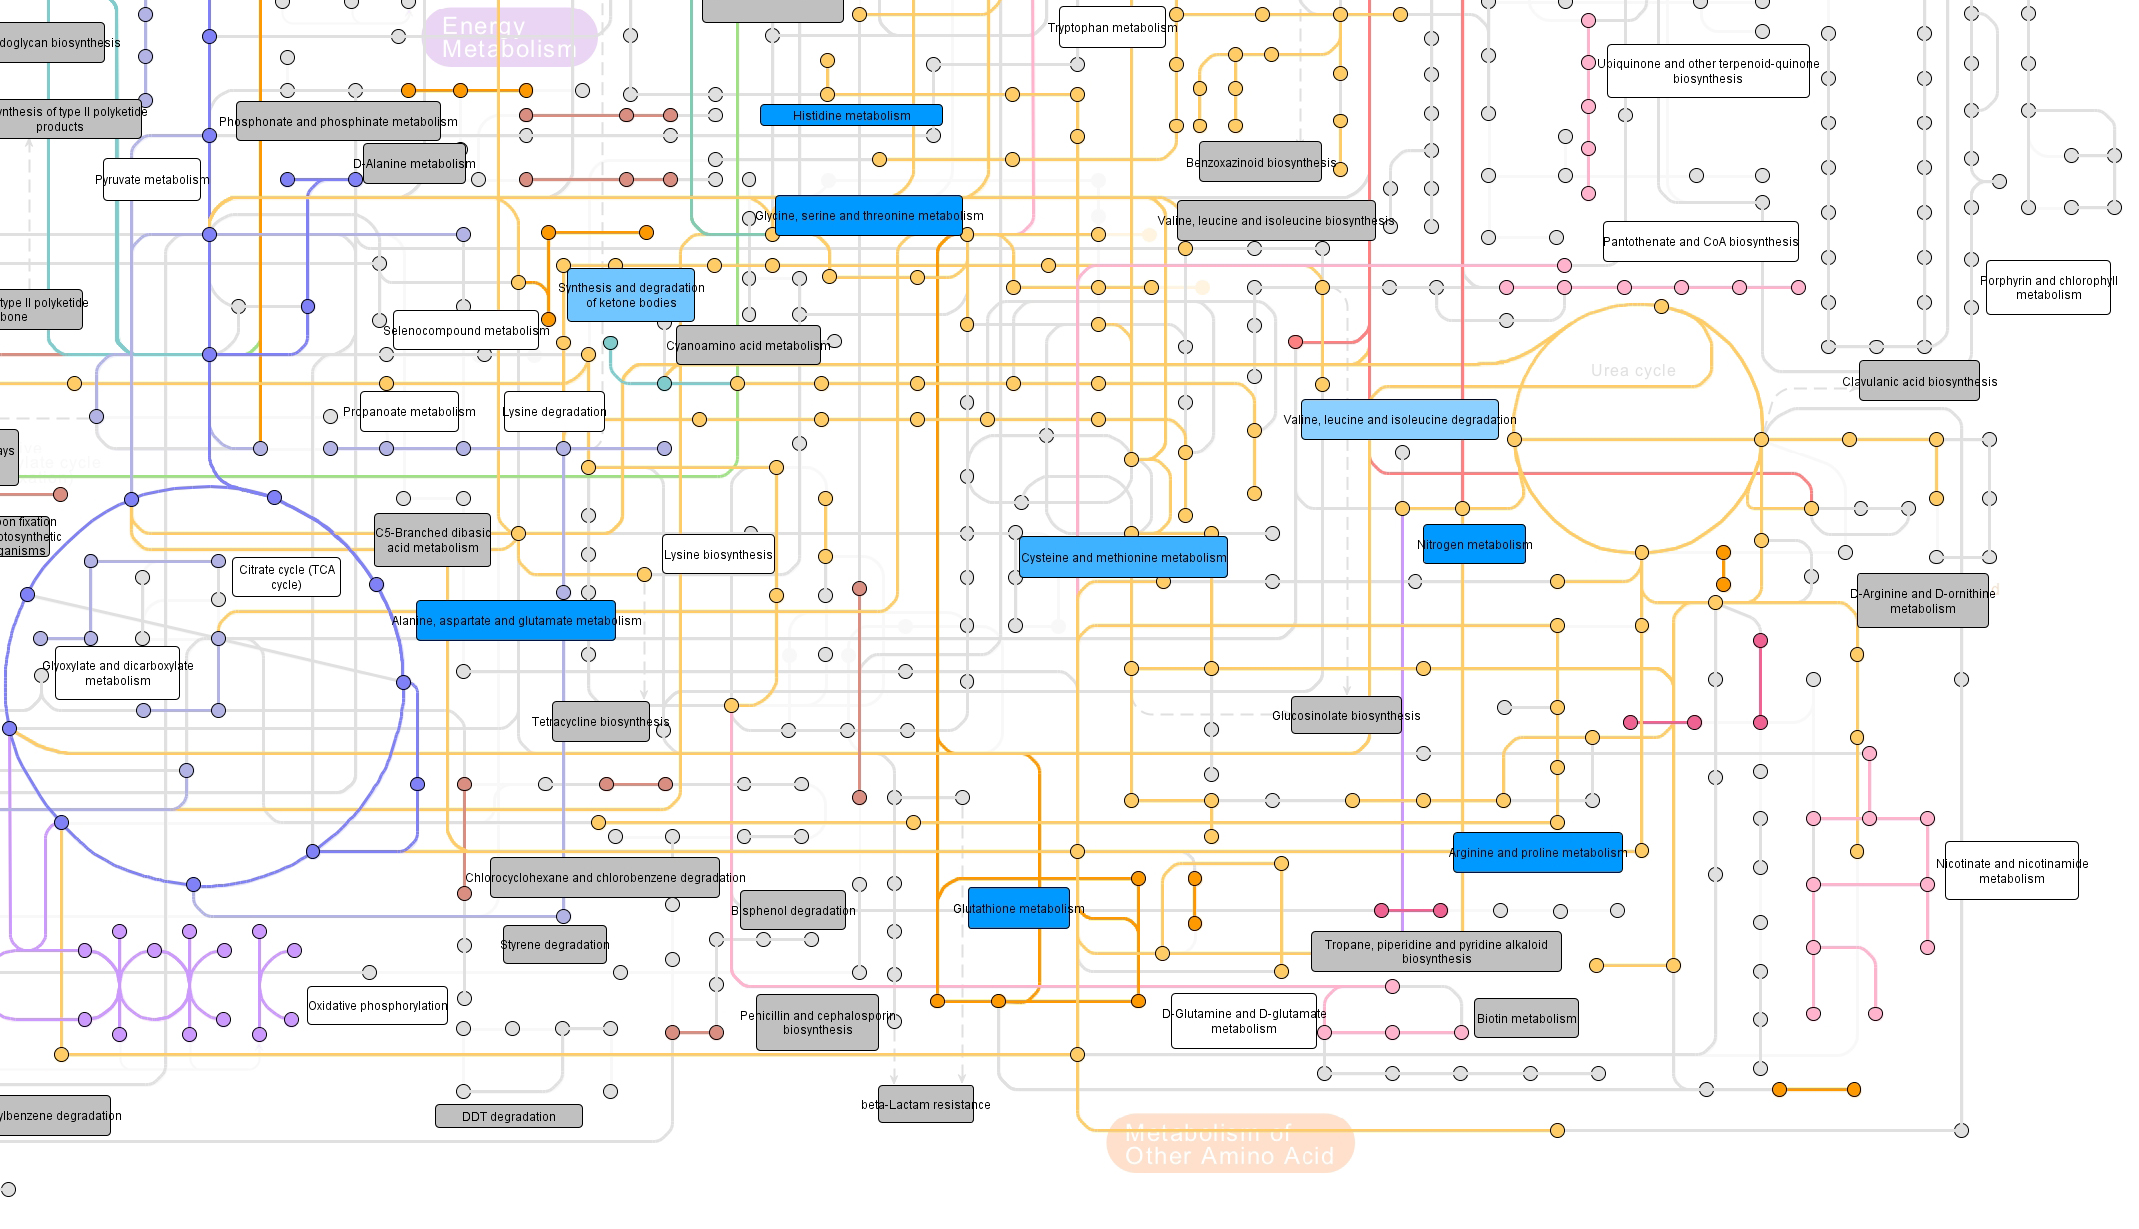 Energy
Metabolism
Tryptophan metabolism
doglycan biosynthesis
Ubiquinone and other terpenoid-quinone
biosynthesis
ynthesis of type II polyketide
products
Phosphonate and phosphinate metabolism
Histidine metabolism
D-Alanine metabolism
Benzoxazinoid biosynthesis
Pyruvate metabolism
Glycine, serine and threonine metabolism
Valine, leucine and isoleucine biosynthesis
Pantothenate and CoA biosynthesis
Synthesis and degradation
of ketone bodies
Porphyrin and chlorophyll
metabolism
type II polyketide
bone
Selenocompound metabolism
Cyanoamino acid metabolism
Urea cycle
Clavulanic acid biosynthesis
Propanoate metabolism
Lysine degradation
Valine, leucine and isoleucine degradation
ays
ate cycle
on fixation
otosynthetic
ganisms
C5-Branched dibasic
acid metabolism
Lysine biosynthesis
Cysteine and methionine metabolism
Nitrogen metabolism
Citrate cycle (TCA
cycle)
D-Arginine and D-ornithine
metabolism
Alanine, aspartate and glutamate metabolism
Glyoxylate and dicarboxylate
metabolism
Tetracycline biosynthesis
Glucosinolate biosynthesis
Arginine and proline metabolism
Nicotinate and nicotinamide
metabolism
Chlorocyclohexane and chlorobenzene degradation
Bisphenol degradation
Glutathione metabolism
Styrene degradation
Tropane, piperidine and pyridine alkaloid
biosynthesis
Oxidative phosphorylation
Penicillin and cephalosporin
biosynthesis
D-Glutamine and D-glutamate
metabolism
Biotin metabolism
ylbenzene degradation
DDT degradation
beta-Lactam resistance
Metabolism of
Other Amino Acid